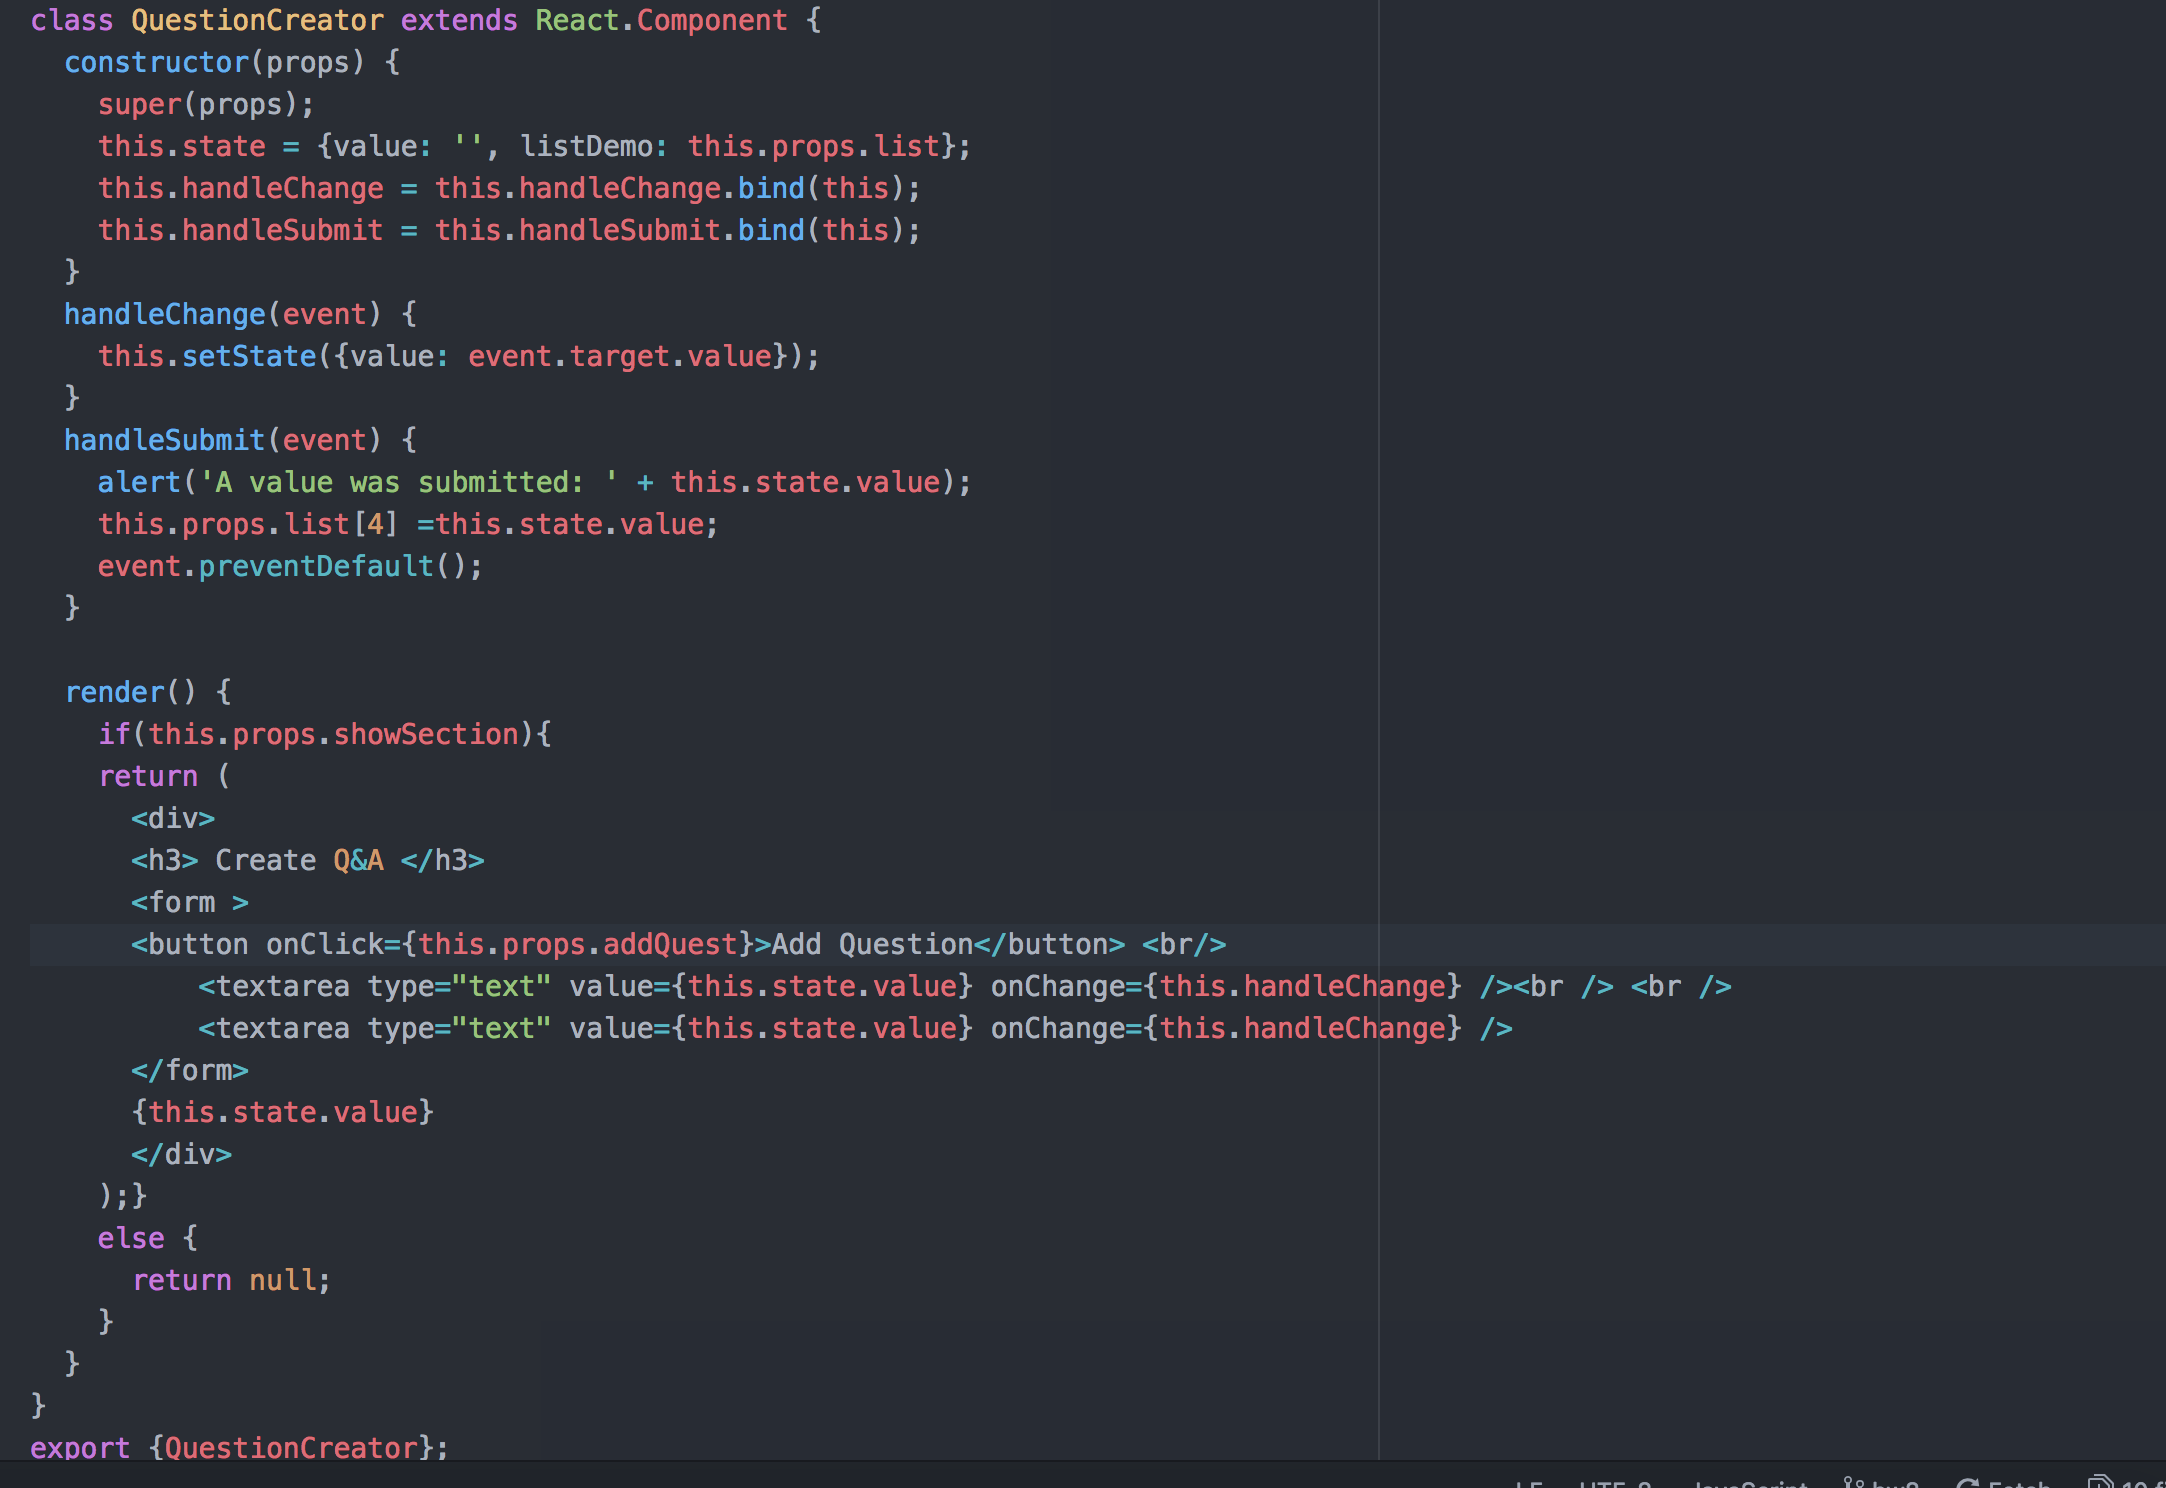 class QuestionCreator extends React.Component {
  constructor(props) {
    super(props);
    this.state = {value: '', listDemo: this.props.list};
    this.handleChange = this.handleChange.bind(this);
    this.handleSubmit = this.handleSubmit.bind(this);
  }
  handleChange(event) {
    this.setState({value: event.target.value});
  }
  handleSubmit(event) {
    alert('A value was submitted: ' + this.state.value);
    this.props.list[4] =this.state.value;
    event.preventDefault();
  }

  render() {
    if(this.props.showSection){
    return (
      <div>
      <h3> Create Q&A </h3>
      <form >
      <button onClick={this.props.addQuest}>Add Question</button> <br/>
          <textarea type="text" value={this.state.value} onChange={this.handleChange} /><br /> <br />
          <textarea type="text" value={this.state.value} onChange={this.handleChange} />
      </form>
      {this.state.value}
      </div>
    );}
    else {
      return null;
    }
  }
}
export {QuestionCreator};
LF UTF-8 JavaScript Fetch